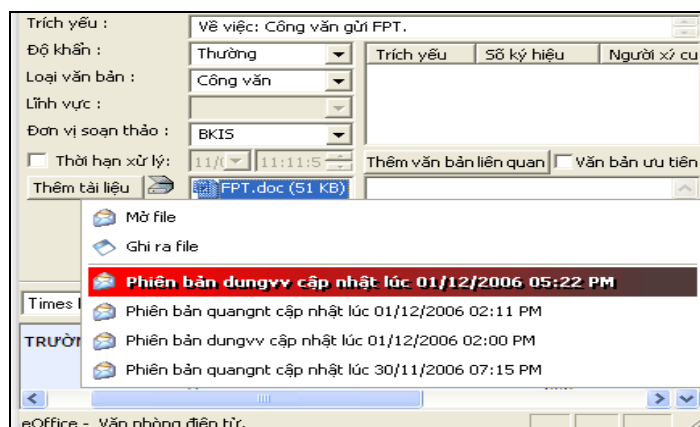 Trích yếu : Về việc: Công văn gửi FPT.
Độ khẩn : Thường Trích yếu Số ký hiệu Người xử cu
Loại văn bản : Công văn
Lĩnh vực :
Đơn vị soạn thảo : BKIS
Thời hạn xử lý: 11/( 11:11:5 Thêm văn bản liên quan Văn bản ưu tiên
Thêm tài liệu FPT.doc (51 KB)
Mở file
Ghi ra file
Phiên bản dungvv cập nhật lúc 01/12/2006 05:22 PM
Times
Phiên bản quangnt cập nhật lúc 01/12/2006 02:11 PM
TRƯỜN
Phiên bản dungvv cập nhật lúc 01/12/2006 02:00 PM
Phiên bản quangnt cập nhật lúc 30/11/2006 07:15 PM
eOffice - Văn phòng điện tử.